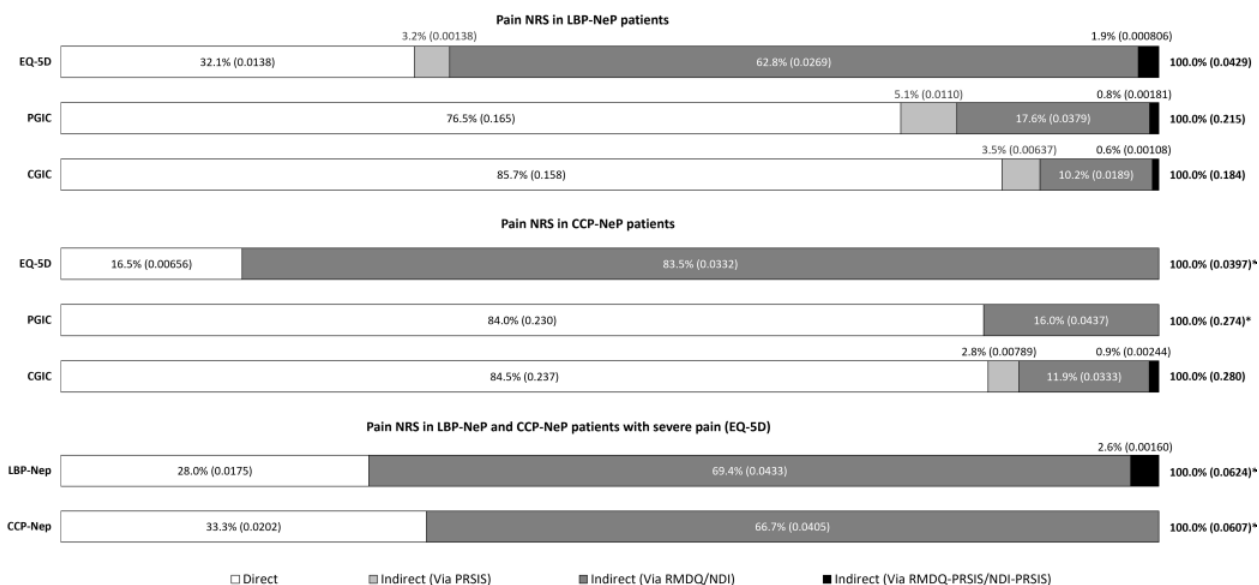 Pain NRS in LBP-NeP patients
3.2% (0.00138) 1.9% (0.000806)
EQ-5D 32.1% (0.0138) 62.8% (0.0269) 100.0% (0.0429)
5.1% (0.0110) 0.8% (0.00181)
PGIC 76.5% (0.165) 17.6% (0.0379) 100.0% (0.215)
3.5% (0.00637) 0.6% (0.00108)
CGIC 85.7% (0.158) 10.2% (0.0189) 100.0% (0.184)
Pain NRS in CCP-NeP patients
EQ-5D 16.5% (0.00656) 83.5% (0.0332) 100.0% (0.0397)*
PGIC 84.0% (0.230) 16.0% (0.0437) 100.0% (0.274)*
2.8% (0.00789) 0.9% (0.00244)
CGIC 84.5% (0.237) 11.9% (0.0333) 100.0% (0.280)
Pain NRS in LBP-NeP and CCP-NeP patients with severe pain (EQ-5D)
2.6% (0.00160)
LBP-Nep 28.0% (0.0175) 69.4% (0.0433) 100.0% (0.0624)*
CCP-Nep 33.3% (0.0202) 66.7% (0.0405) 100.0% (0.0607)*
Direct Indirect (Via PRSIS) Indirect (Via RMDQ/NDI) Indirect (Via RMDQ-PRSIS/NDI-PRSIS)